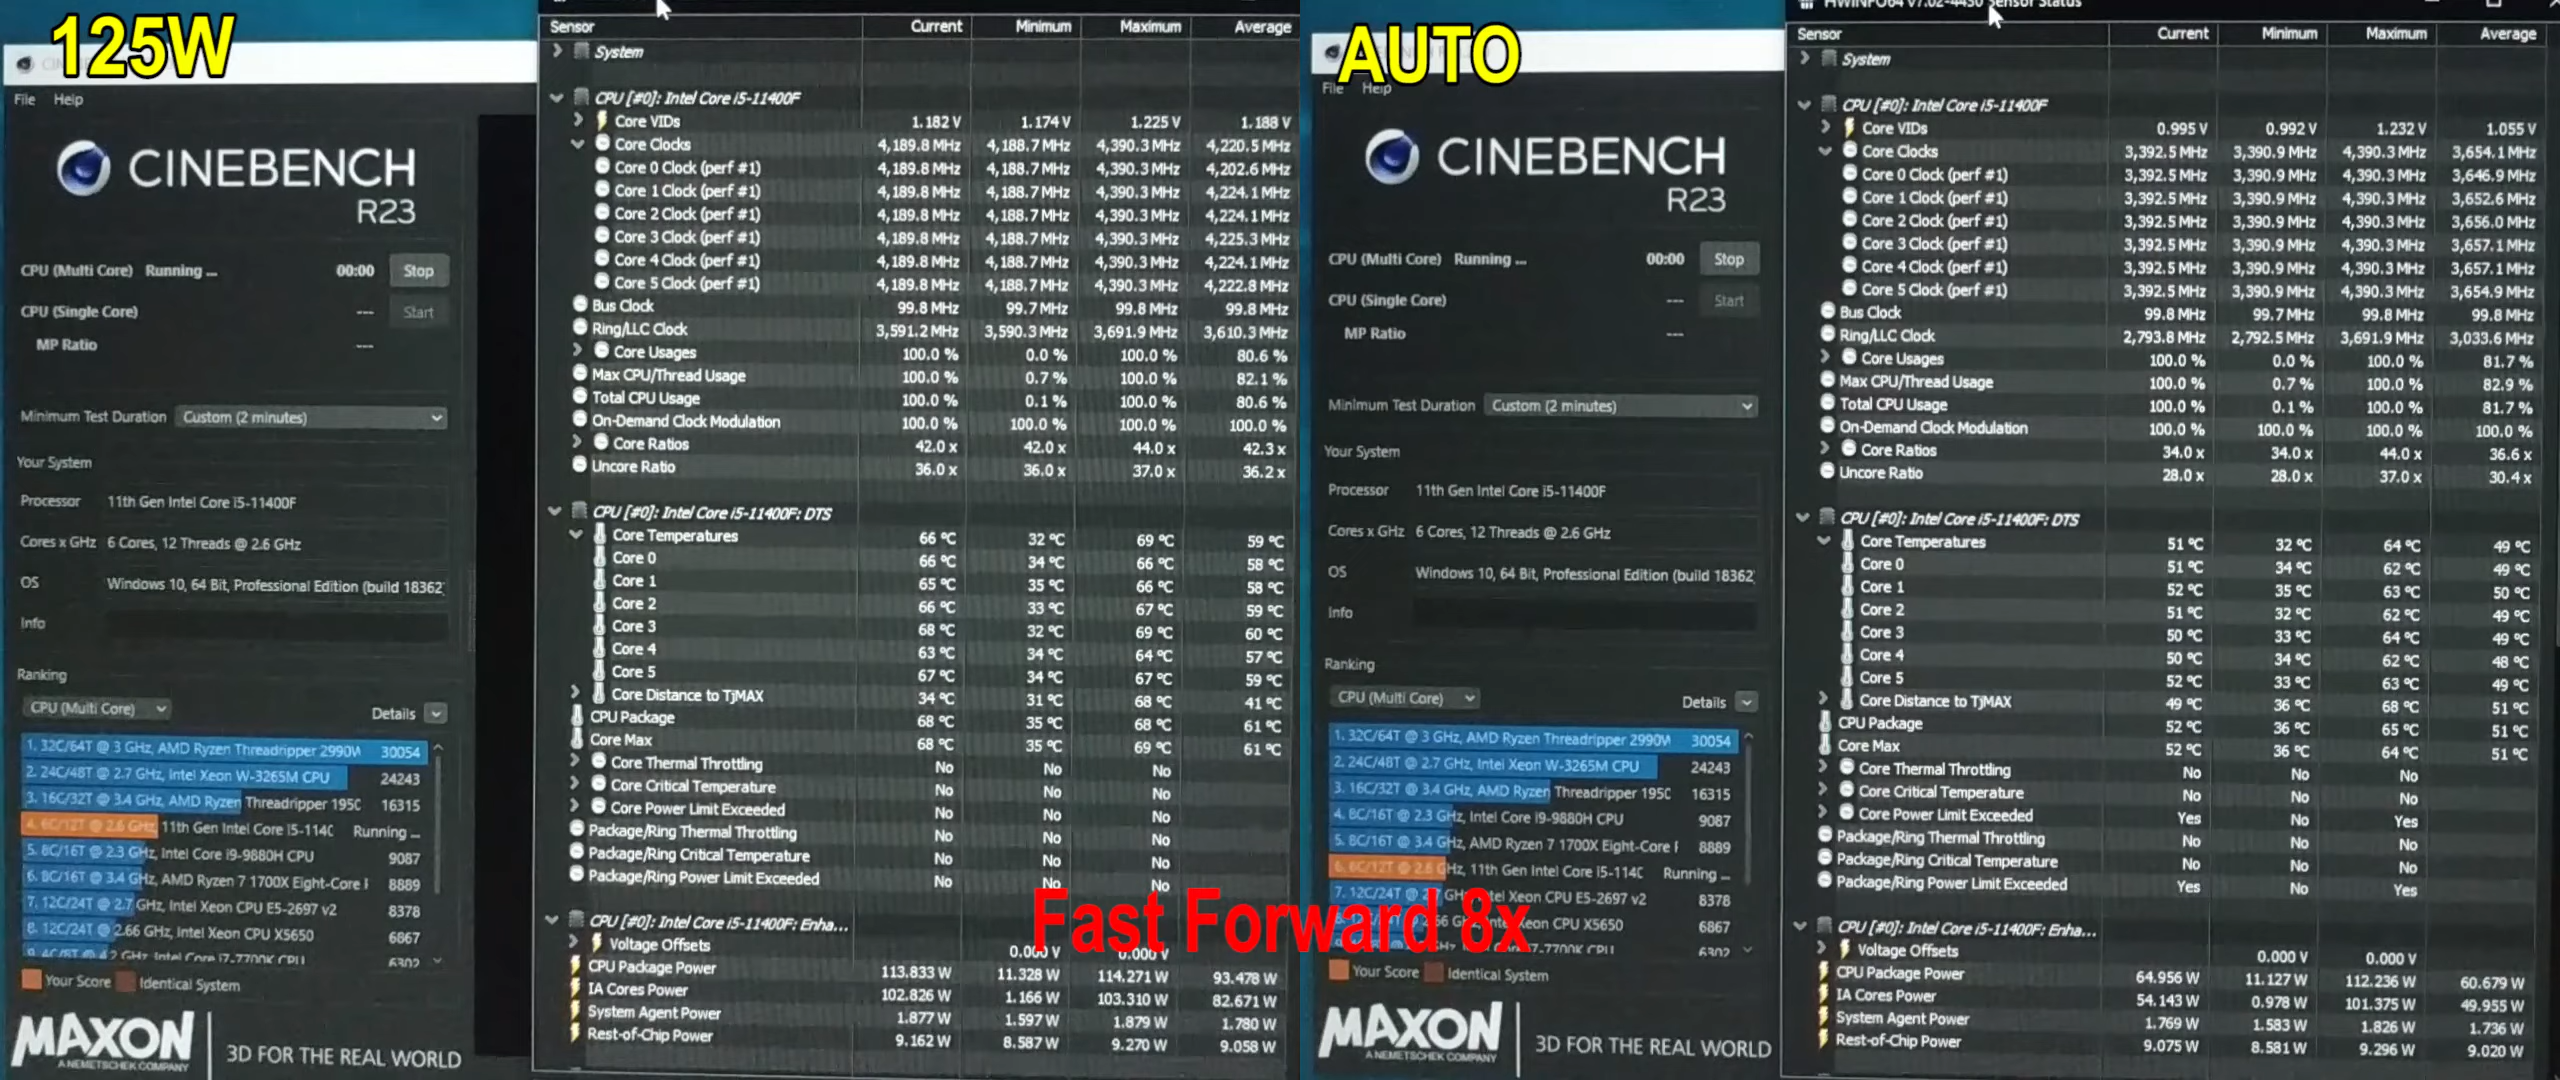 125W
File Help
CINEBENCH
R23
CPU (Multi Core) Running ... 00:00 Stop
CPU (Single Core) --- Start
MP Ratio ---
Minimum Test Duration Custom (2 minutes)
Your System
Processor 11th Gen Intel Core i5-11400F
Cores x GHz 6 Cores, 12 Threads @ 2.6 GHz
OS Windows 10, 64 Bit, Professional Edition (build 18362
Info
Ranking
CPU (Multi Core) Details
1. 32C/64T @ 3 GHz, AMD Ryzen Threadripper 2990W 30054
2. 24C/48T @ 2.7 GHz, Intel Xeon W-3265M CPU 24243
3. 16C/32T @ 3.4 GHz, AMD Ryzen Threadripper 195C 16315
4. 6C/12T @ 2.6 GHz, 11th Gen Intel Core i5-114C Running ...
5. 8C/16T @ 2.3 GHz, Intel Core i9-9880H CPU 9087
6. 8C/16T @ 3.4 GHz, AMD Ryzen 7 1700X Eight-Core 8889
7. 12C/24T @ 2.7 GHz, Intel Xeon CPU E5-2697 v2 8378
8. 12C/24T @ 2.66 GHz, Intel Xeon CPU X5650 6867
9. 4C/8T @ 4.2 GHz, Intel Core i7-7700K CPU 6302
Your Score Identical System
MAXON
A NEMETSCHEK COMPANY
3D FOR THE REAL WORLD
Sensor Current Minimum Maximum Average
System
CPU [#0]: Intel Core i5-11400F
Core VIDs 1.182 V 1.174 V 1.225 V 1.188 V
Core Clocks 4,189.8 MHz 4,188.7 MHz 4,390.3 MHz 4,220.5 MHz
Core 0 Clock (perf #1) 4,189.8 MHz 4,188.7 MHz 4,390.3 MHz 4,202.6 MHz
Core 1 Clock (perf #1) 4,189.8 MHz 4,188.7 MHz 4,390.3 MHz 4,224.1 MHz
Core 2 Clock (perf #1) 4,189.8 MHz 4,188.7 MHz 4,390.3 MHz 4,224.1 MHz
Core 3 Clock (perf #1) 4,189.8 MHz 4,188.7 MHz 4,390.3 MHz 4,225.3 MHz
Core 4 Clock (perf #1) 4,189.8 MHz 4,188.7 MHz 4,390.3 MHz 4,224.1 MHz
Core 5 Clock (perf #1) 4,189.8 MHz 4,188.7 MHz 4,390.3 MHz 4,222.8 MHz
Bus Clock 99.8 MHz 99.7 MHz 99.8 MHz 99.8 MHz
Ring/LLC Clock 3,591.2 MHz 3,590.3 MHz 3,691.9 MHz 3,610.3 MHz
Core Usages 100.0 % 0.0 % 100.0 % 80.6 %
Max CPU/Thread Usage 100.0 % 0.7 % 100.0 % 82.1 %
Total CPU Usage 100.0 % 0.1 % 100.0 % 80.6 %
On-Demand Clock Modulation 100.0 % 100.0 % 100.0 % 100.0 %
Core Ratios 42.0 x 42.0 x 44.0 x 42.3 x
Uncore Ratio 36.0 x 36.0 x 37.0 x 36.2 x
CPU [#0]: Intel Core i5-11400F: DTS
Core Temperatures 66 °C 32 °C 69 °C 59 °C
Core 0 66 °C 34 °C 66 °C 58 °C
Core 1 65 °C 35 °C 66 °C 58 °C
Core 2 66 °C 33 °C 67 °C 59 °C
Core 3 68 °C 32 °C 69 °C 60 °C
Core 4 63 °C 34 °C 64 °C 57 °C
Core 5 67 °C 34 °C 67 °C 59 °C
Core Distance to TjMAX 34 °C 31 °C 68 °C 41 °C
CPU Package 68 °C 35 °C 68 °C 61 °C
Core Max 68 °C 35 °C 69 °C 61 °C
Core Thermal Throttling No No No
Core Critical Temperature No No No
Core Power Limit Exceeded No No No
Package/Ring Thermal Throttling No No No
Package/Ring Critical Temperature No No No
Package/Ring Power Limit Exceeded No No No
CPU [#0]: Intel Core i5-11400F: Enha...
Voltage Offsets 0.000 V 0.000 V
CPU Package Power 113.833 W 11.328 W 114.271 W 93.478 W
IA Cores Power 102.826 W 1.166 W 103.310 W 82.671 W
System Agent Power 1.877 W 1.597 W 1.879 W 1.780 W
Rest-of-Chip Power 9.162 W 8.587 W 9.270 W 9.058 W
Fast Forward 8x
AUTO
File Help
CINEBENCH
R23
CPU (Multi Core) Running ... 00:00 Stop
CPU (Single Core) --- Start
MP Ratio ---
Minimum Test Duration Custom (2 minutes)
Your System
Processor 11th Gen Intel Core i5-11400F
Cores x GHz 6 Cores, 12 Threads @ 2.6 GHz
OS Windows 10, 64 Bit, Professional Edition (build 18362
Info
Ranking
CPU (Multi Core) Details
1. 32C/64T @ 3 GHz, AMD Ryzen Threadripper 2990W 30054
2. 24C/48T @ 2.7 GHz, Intel Xeon W-3265M CPU 24243
3. 16C/32T @ 3.4 GHz, AMD Ryzen Threadripper 195C 16315
4. 8C/16T @ 2.3 GHz, Intel Core i9-9880H CPU 9087
5. 8C/16T @ 3.4 GHz, AMD Ryzen 7 1700X Eight-Core 8889
6. 6C/12T @ 2.6 GHz, 11th Gen Intel Core i5-114C Running ...
7. 12C/24T @ 2 GHz, Intel Xeon CPU E5-2697 v2 8378
66 GHz, Intel Xeon CPU X5650 6867
i7-7700K CPU 6302
Your Score Identical System
MAXON
A NEMETSCHEK COMPANY
3D FOR THE REAL WORLD
HWiNFO64 v7.02-4430 Sensor Status
Sensor Current Minimum Maximum Average
System
CPU [#0]: Intel Core i5-11400F
Core VIDs 0.995 V 0.992 V 1.232 V 1.055 V
Core Clocks 3,392.5 MHz 3,390.9 MHz 4,390.3 MHz 3,654.1 MHz
Core 0 Clock (perf #1) 3,392.5 MHz 3,390.9 MHz 4,390.3 MHz 3,646.9 MHz
Core 1 Clock (perf #1) 3,392.5 MHz 3,390.9 MHz 4,390.3 MHz 3,652.6 MHz
Core 2 Clock (perf #1) 3,392.5 MHz 3,390.9 MHz 4,390.3 MHz 3,656.0 MHz
Core 3 Clock (perf #1) 3,392.5 MHz 3,390.9 MHz 4,390.3 MHz 3,657.1 MHz
Core 4 Clock (perf #1) 3,392.5 MHz 3,390.9 MHz 4,390.3 MHz 3,657.1 MHz
Core 5 Clock (perf #1) 3,392.5 MHz 3,390.9 MHz 4,390.3 MHz 3,654.9 MHz
Bus Clock 99.8 MHz 99.7 MHz 99.8 MHz 99.8 MHz
Ring/LLC Clock 2,793.8 MHz 2,792.5 MHz 3,691.9 MHz 3,033.6 MHz
Core Usages 100.0 % 0.0 % 100.0 % 81.7 %
Max CPU/Thread Usage 100.0 % 0.7 % 100.0 % 82.9 %
Total CPU Usage 100.0 % 0.1 % 100.0 % 81.7 %
On-Demand Clock Modulation 100.0 % 100.0 % 100.0 % 100.0 %
Core Ratios 34.0 x 34.0 x 44.0 x 36.6 x
Uncore Ratio 28.0 x 28.0 x 37.0 x 30.4 x
CPU [#0]: Intel Core i5-11400F: DTS
Core Temperatures 51 °C 32 °C 64 °C 49 °C
Core 0 51 °C 34 °C 62 °C 49 °C
Core 1 52 °C 35 °C 63 °C 50 °C
Core 2 51 °C 32 °C 62 °C 49 °C
Core 3 50 °C 33 °C 64 °C 49 °C
Core 4 50 °C 34 °C 62 °C 48 °C
Core 5 52 °C 33 °C 63 °C 49 °C
Core Distance to TjMAX 49 °C 36 °C 68 °C 51 °C
CPU Package 52 °C 36 °C 65 °C 51 °C
Core Max 52 °C 36 °C 64 °C 51 °C
Core Thermal Throttling No No No
Core Critical Temperature No No No
Core Power Limit Exceeded Yes No Yes
Package/Ring Thermal Throttling No No No
Package/Ring Critical Temperature No No No
Package/Ring Power Limit Exceeded Yes No Yes
CPU [#0]: Intel Core i5-11400F: Enha...
Voltage Offsets 0.000 V 0.000 V
CPU Package Power 64.956 W 11.127 W 112.236 W 60.679 W
IA Cores Power 54.143 W 0.978 W 101.375 W 49.955 W
System Agent Power 1.769 W 1.583 W 1.826 W 1.736 W
Rest-of-Chip Power 9.075 W 8.581 W 9.296 W 9.020 W